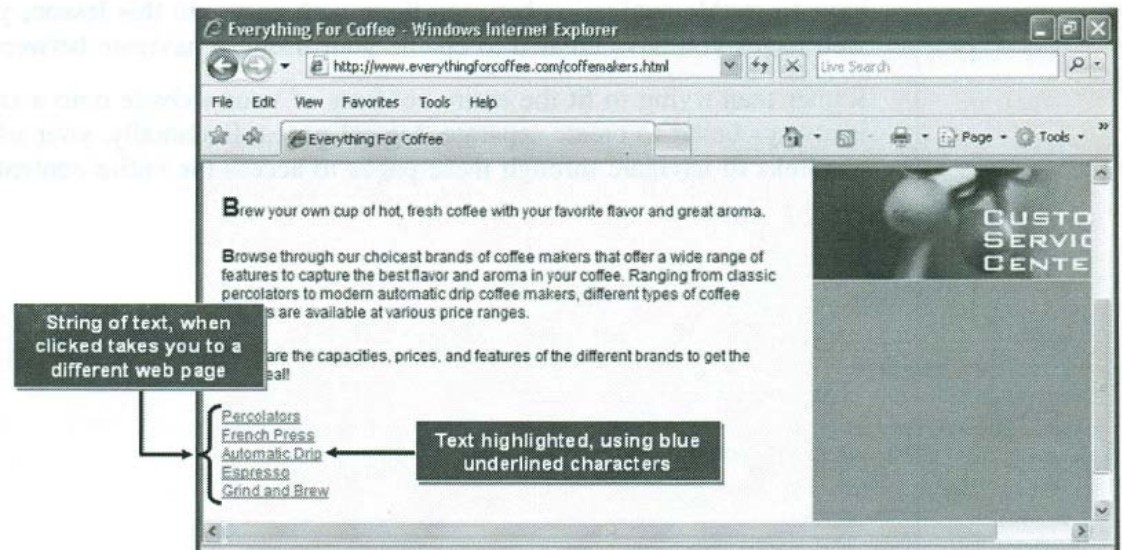 Everything For Coffee - Windows Internet Explorer
http://www.everythingforcoffee.com/coffemakers.html
Live Search
File Edit View Favorites Tools Help
Everything For Coffee
Page Tools
Brew your own cup of hot, fresh coffee with your favorite flavor and great aroma.
Browse through our choicest brands of coffee makers that offer a wide range of
features to capture the best flavor and aroma in your coffee. Ranging from classic
percolators to modern automatic drip coffee makers, different types of coffee
are available at various price ranges.
are the capacities, prices, and features of the different brands to get the
CUSTO
SERVIC
CENTE
String of text, when
clicked takes you to a
different web page
Percolators
French Press
Automatic Drip
Espresso
Grind and Brew
Text highlighted, using blue
underlined characters